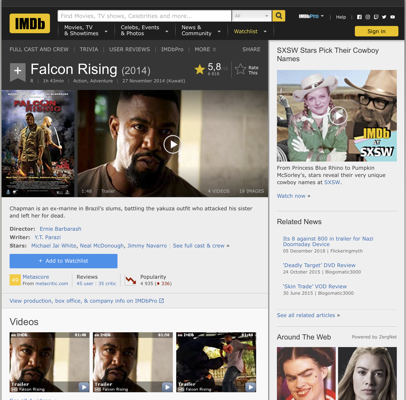 IMDb
Find Movies, TV shows, Celebrities and more...
All
IMDbPro
Help
Movies, TV
& Showtimes
Celebs, Events
& Photos
News &
Community
Watchlist
Sign in
FULL CAST AND CREW | TRIVIA | USER REVIEWS | IMDbPro | MORE
SHARE
Falcon Rising (2014)
R | 1h 43min | Action, Adventure | 27 November 2014 (Kuwait)
5,8
Rate
This
FALCON
RISING
1:48
Trailer
4 VIDEOS
19 IMAGES
Chapman is an ex-marine in Brazil's slums, battling the yakuza outfit who attacked his sister
and left her for dead.
Director: Ernie Barbarash
Writer: Y.T. Parazi
Stars: Michael Jai White, Neal McDonough, Jimmy Navarro | See full cast & crew »
+ Add to Watchlist
Metascore
From metacritic.com
Reviews
45 user | 35 critic
Popularity
4 935 ( 336)
View production, box office, & company info on IMDbPro
Videos
Trailer
Falcon Rising
Trailer
Falcon Rising
Trailer
Falcon Rising
SXSW Stars Pick Their Cowboy
Names
IMDb
AT
SXSW
From Princess Blue Rhino to Pumpkin
McSorley's, stars reveal their very
unique cowboy names at SXSW.
Watch now »
Related News
Its 8 against 800 in trailer for Nazi
Doomsday Device
05 December 2018 | Flickeringmyth
'Deadly Target' DVD Review
24 October 2015 | Blogomatic3000
'Skin Trade' VOD Review
30 June 2015 | Blogomatic3000
See all related articles »
Around The Web
Powered by ZergNet